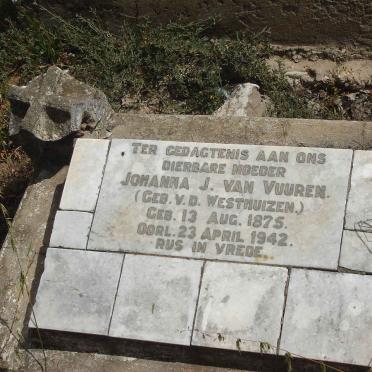 TER GEDAGTENIS AAN ONS
DIERBARE MOEDER
JOHANNA J. VAN VUUREN.
(GEB. V. D. WESTHUIZEN.)
GEB. 13 AUG. 1875.
OORL. 23 APRIL 1942.
RUS IN VREDE.